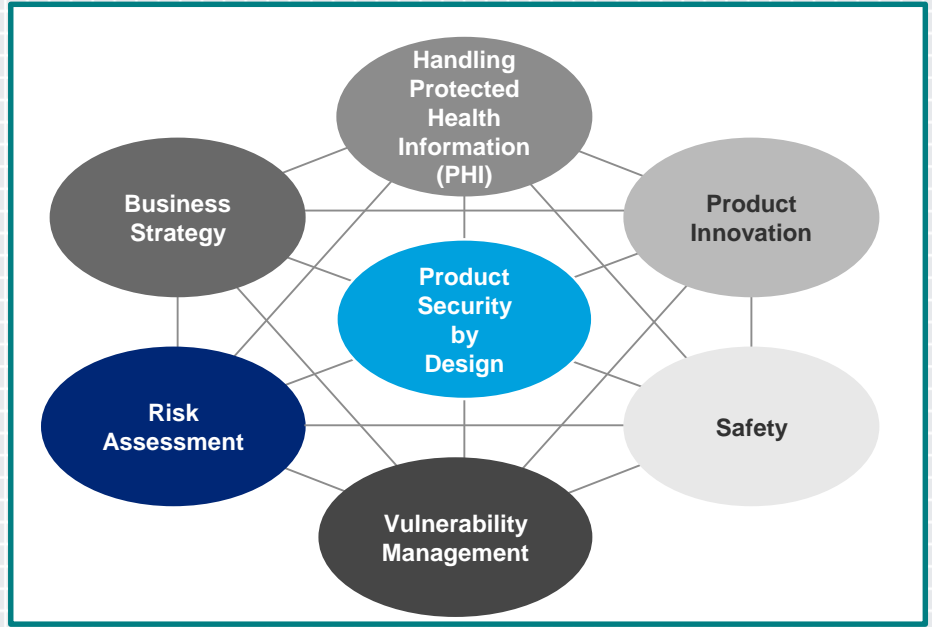 Handling
Protected
Health
Information
(PHI)
Business
Strategy
Product
Innovation
Product
Security
by
Design
Risk
Assessment
Safety
Vulnerability
Management